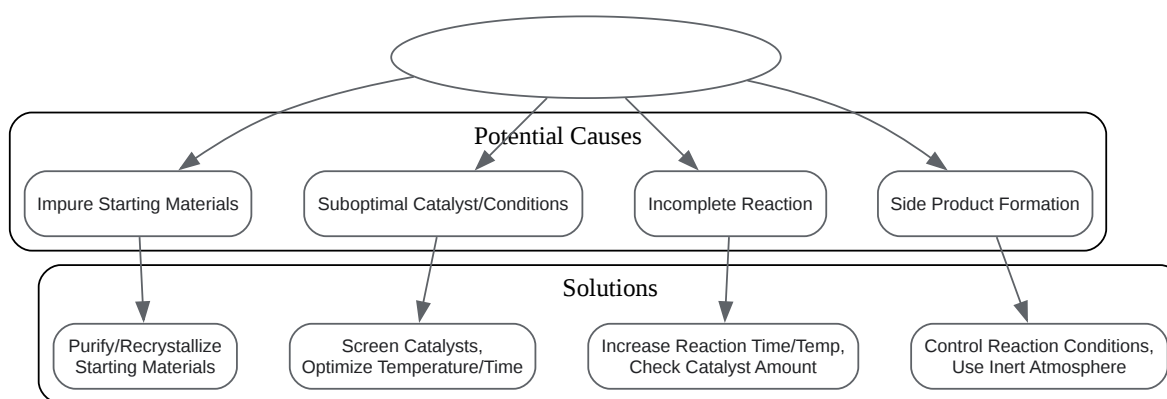 Potential Causes
Impure Starting Materials
Suboptimal Catalyst/Conditions
Incomplete Reaction
Side Product Formation
Solutions
Purify/Recrystallize
Starting Materials
Screen Catalysts,
Optimize Temperature/Time
Increase Reaction Time/Temp,
Check Catalyst Amount
Control Reaction Conditions,
Use Inert Atmosphere